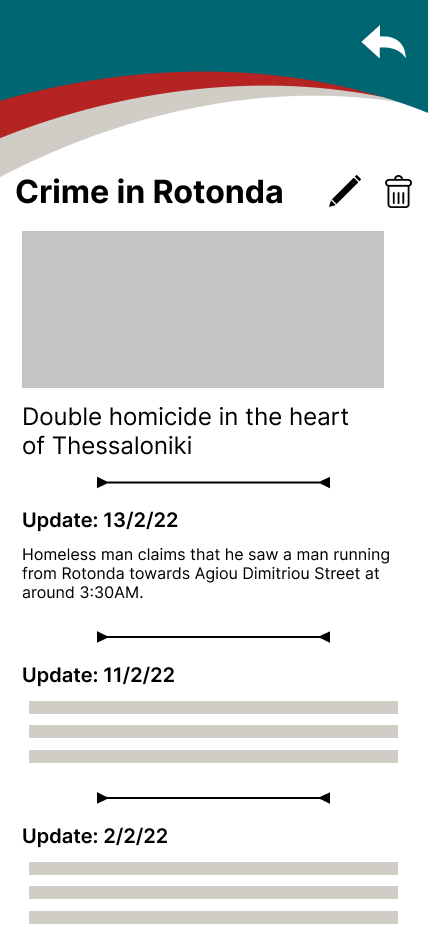 Crime in Rotonda
Double homicide in the heart
of Thessaloniki
Update: 13/2/22
Homeless man claims that he saw a man running
from Rotonda towards Agiou Dimitriou Street at
around 3:30AM.
Update: 11/2/22
Update: 2/2/22